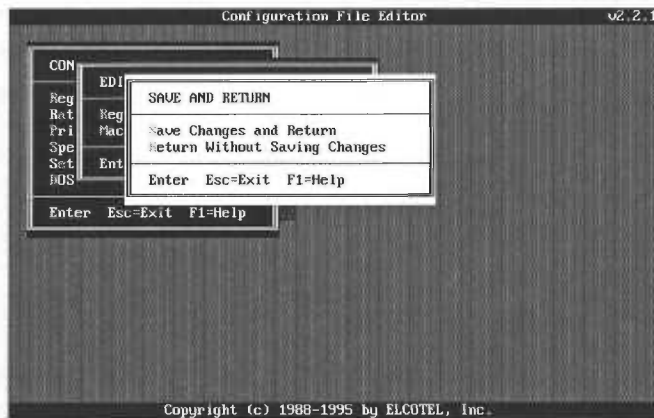 Configuration File Editor v2.2.1
CON
EDI
Reg
Rat
Pri
Spe
Set
DOS
Reg
Mac
Ent
SAVE AND RETURN
Save Changes and Return
Return Without Saving Changes
Enter Esc=Exit F1=Help
Enter Esc=Exit F1=Help
Copyright (c) 1988-1995 by ELCOTEL, Inc.